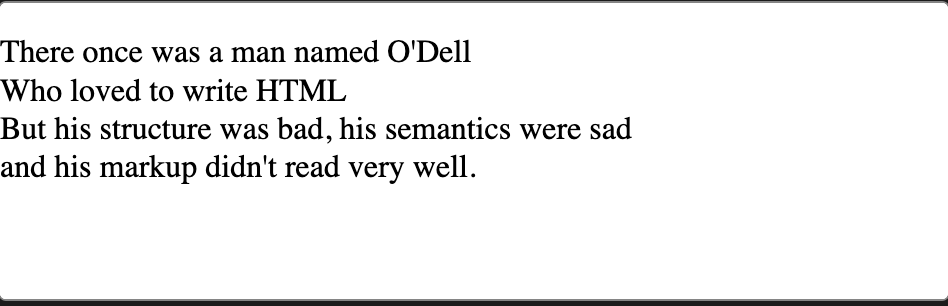 There once was a man named O'Dell
Who loved to write HTML
But his structure was bad, his semantics were sad
and his markup didn't read very well.